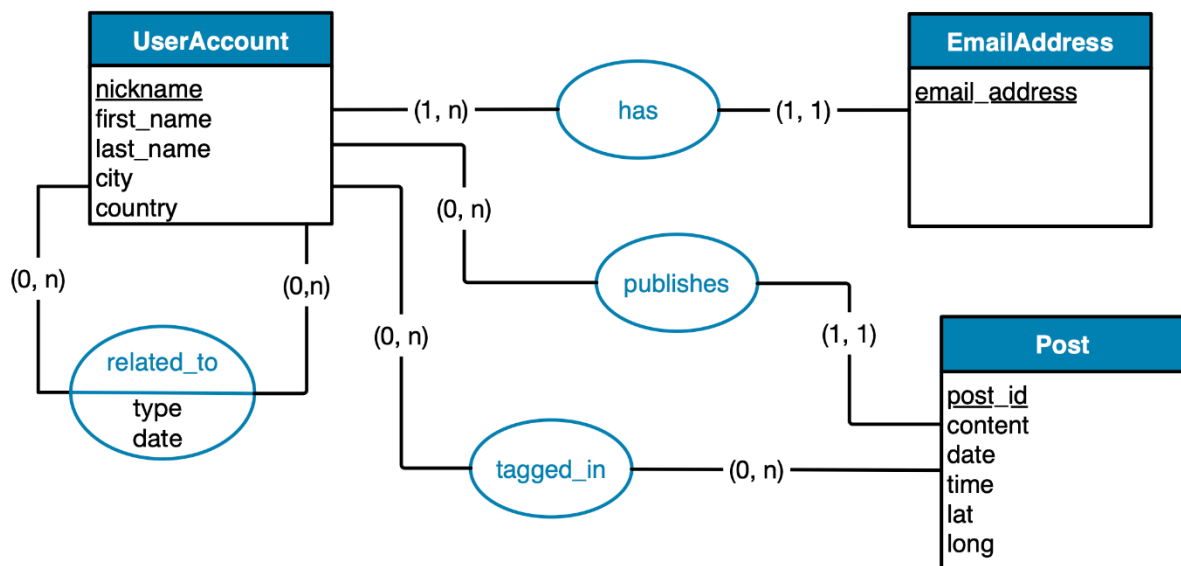 UserAccount
nickname
first_name
last_name
city
country
(1, n)
has
(1, 1)
EmailAddress
email_address
(0, n)
publishes
(1, 1)
(0, n)
(0,n)
related_to
type
date
(0, n)
tagged_in
(0, n)
Post
post_id
content
date
time
lat
long